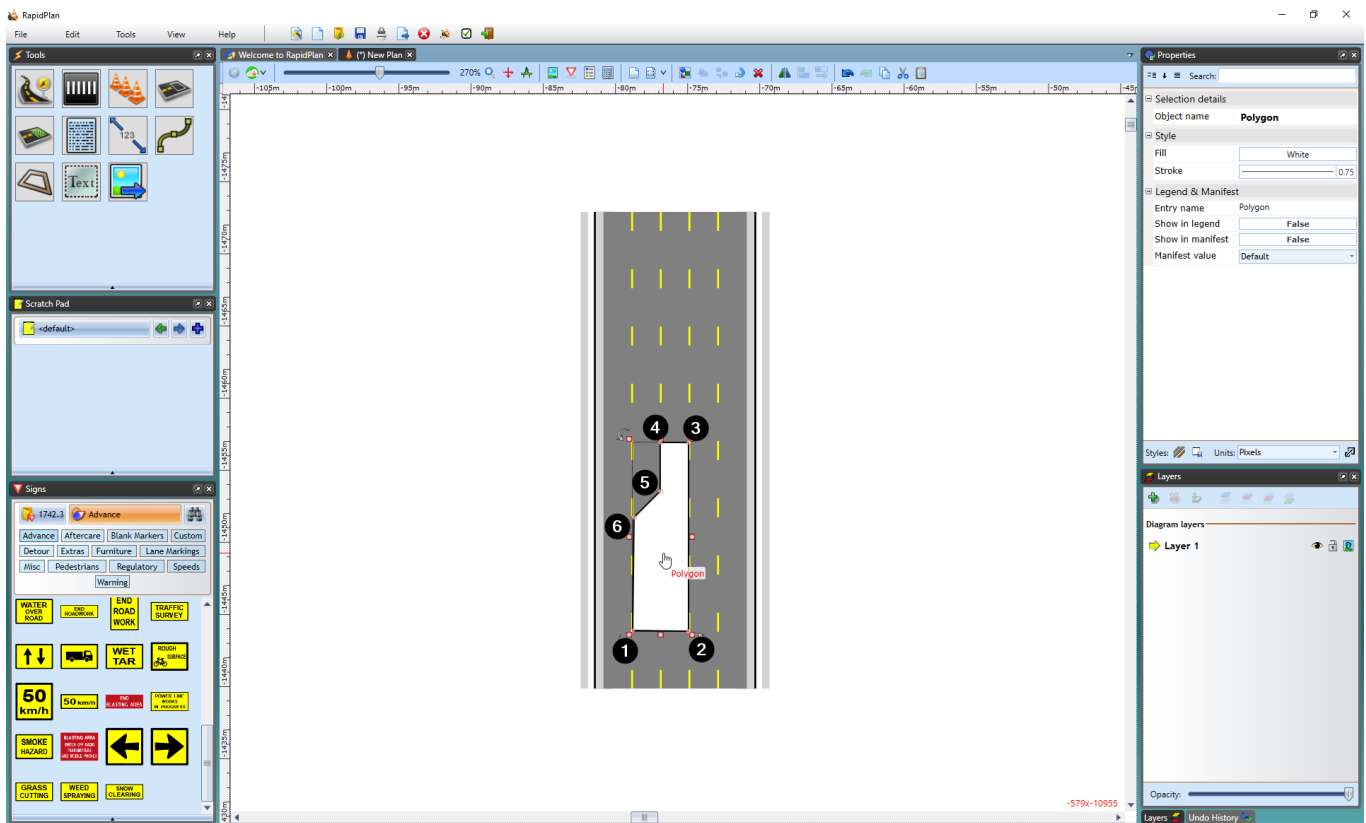 RapidPlan
File Edit Tools View Help
Tools
Welcome to RapidPlan × (*) New Plan ×
Properties
270%
Search:
-105m -100m -95m -90m -85m -80m -75m -70m -65m -60m -55m -50m -45m
Selection details
Object name Polygon
Style
Fill White
Stroke 0.75
Legend & Manifest
Entry name Polygon
Show in legend False
Show in manifest False
Manifest value Default
123
Text
-1475m
-1470m
-1465m
-1460m
-1455m
-1450m
-1445m
-1440m
-1435m
Scratch Pad
<default>
4 3
5
6
Polygon
1 2
Styles: Units: Pixels
Layers
Diagram layers
Layer 1
Signs
1742.3 Advance
Advance Aftercare Blank Markers Custom
Detour Extras Furniture Lane Markings
Misc Pedestrians Regulatory Speeds
Warning
WATER OVER ROAD
END ROADWORK
END ROAD WORK
TRAFFIC SURVEY
WET TAR
ROUGH SURFACE
50 km/h
50 km/h
END BLASTING AREA
POWER LINE WORKS IN PROGRESS
SMOKE HAZARD
GRASS CUTTING
WEED SPRAYING
SNOW CLEARING
-579x-10955
Opacity:
Layers Undo History